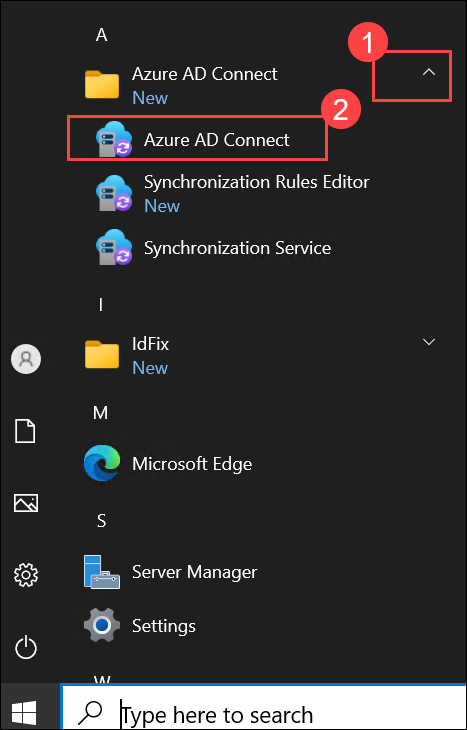 A
1
Azure AD Connect
New
2
Azure AD Connect
Synchronization Rules Editor
New
Synchronization Service
I
IdFix
New
M
Microsoft Edge
S
Server Manager
Settings
W
Type here to search